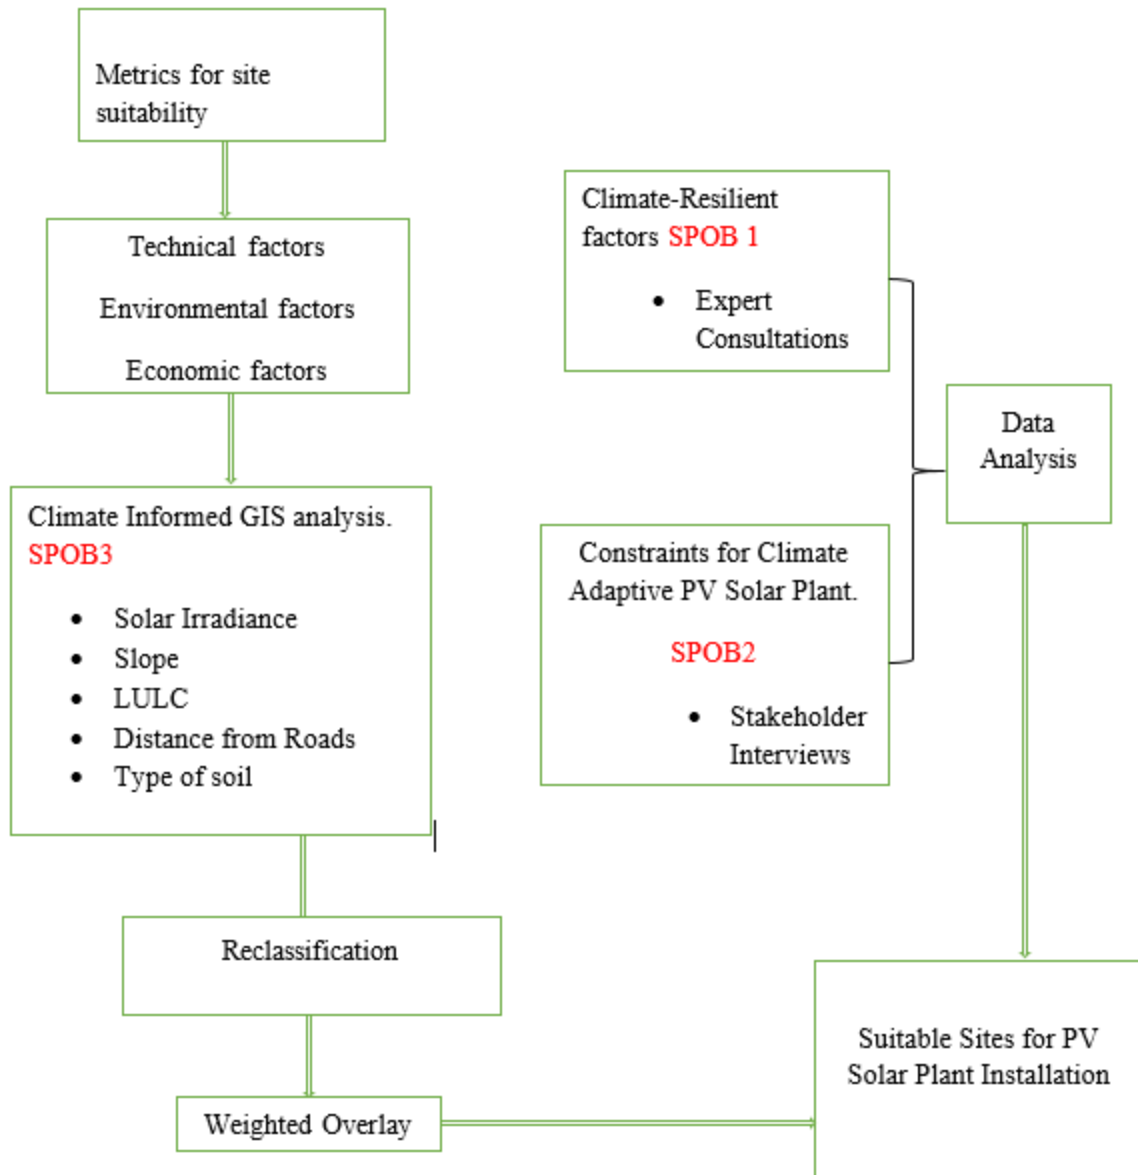 Metrics for site
suitability
Technical factors
Environmental factors
Economic factors
Climate Informed GIS analysis.
SPOB3
• Solar Irradiance
• Slope
• LULC
• Distance from Roads
• Type of soil
Reclassification
Weighted Overlay
Climate-Resilient
factors SPOB 1
• Expert
Consultations
Constraints for Climate
Adaptive PV Solar Plant.
SPOB2
• Stakeholder
Interviews
Data
Analysis
Suitable Sites for PV
Solar Plant Installation